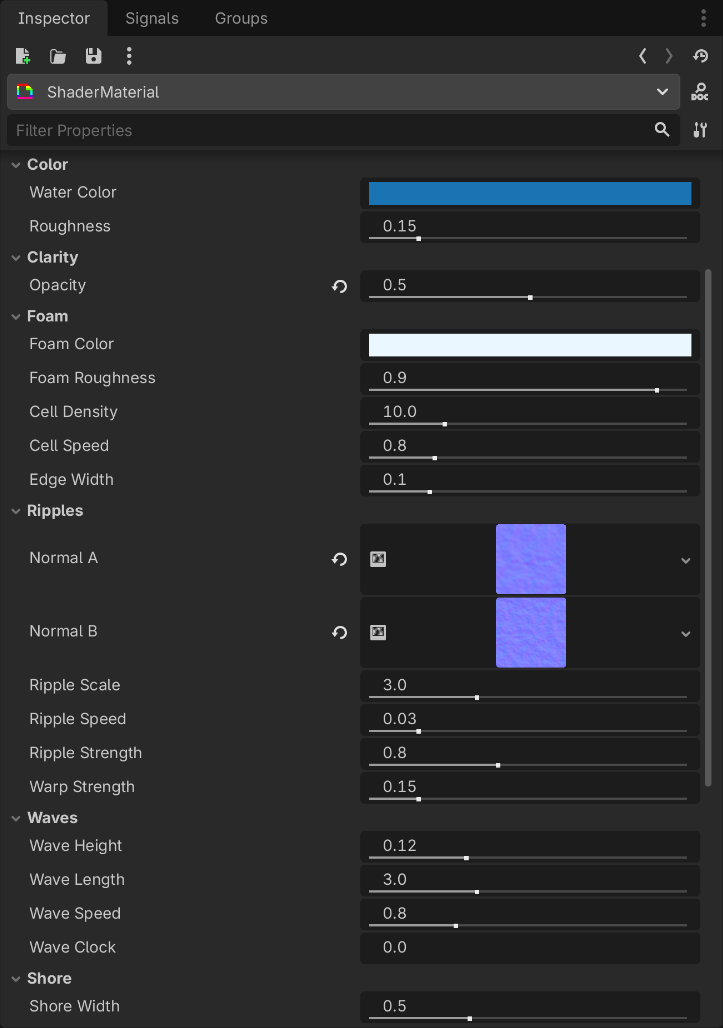 Inspector Signals Groups
ShaderMaterial DOC
Filter Properties
Color
Water Color
Roughness 0.15
Clarity
Opacity 0.5
Foam
Foam Color
Foam Roughness 0.9
Cell Density 10.0
Cell Speed 0.8
Edge Width 0.1
Ripples
Normal A
Normal B
Ripple Scale 3.0
Ripple Speed 0.03
Ripple Strength 0.8
Warp Strength 0.15
Waves
Wave Height 0.12
Wave Length 3.0
Wave Speed 0.8
Wave Clock 0.0
Shore
Shore Width 0.5